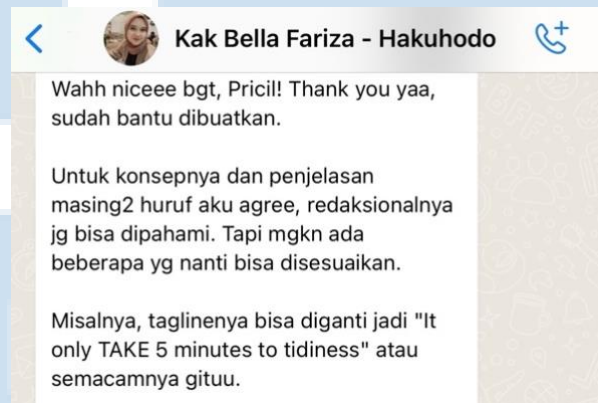 Kak Bella Fariza - Hakuhodo
Wahh niceee bgt, Pricil! Thank you yaa,
sudah bantu dibuatkan.
Untuk konsepnya dan penjelasan
masing2 huruf aku agree, redaksionalnya
jg bisa dipahami. Tapi mgkn ada
beberapa yg nanti bisa disesuaikan.
Misalnya, taglinenya bisa diganti jadi "It
only TAKE 5 minutes to tidiness" atau
semacamnya gituu.